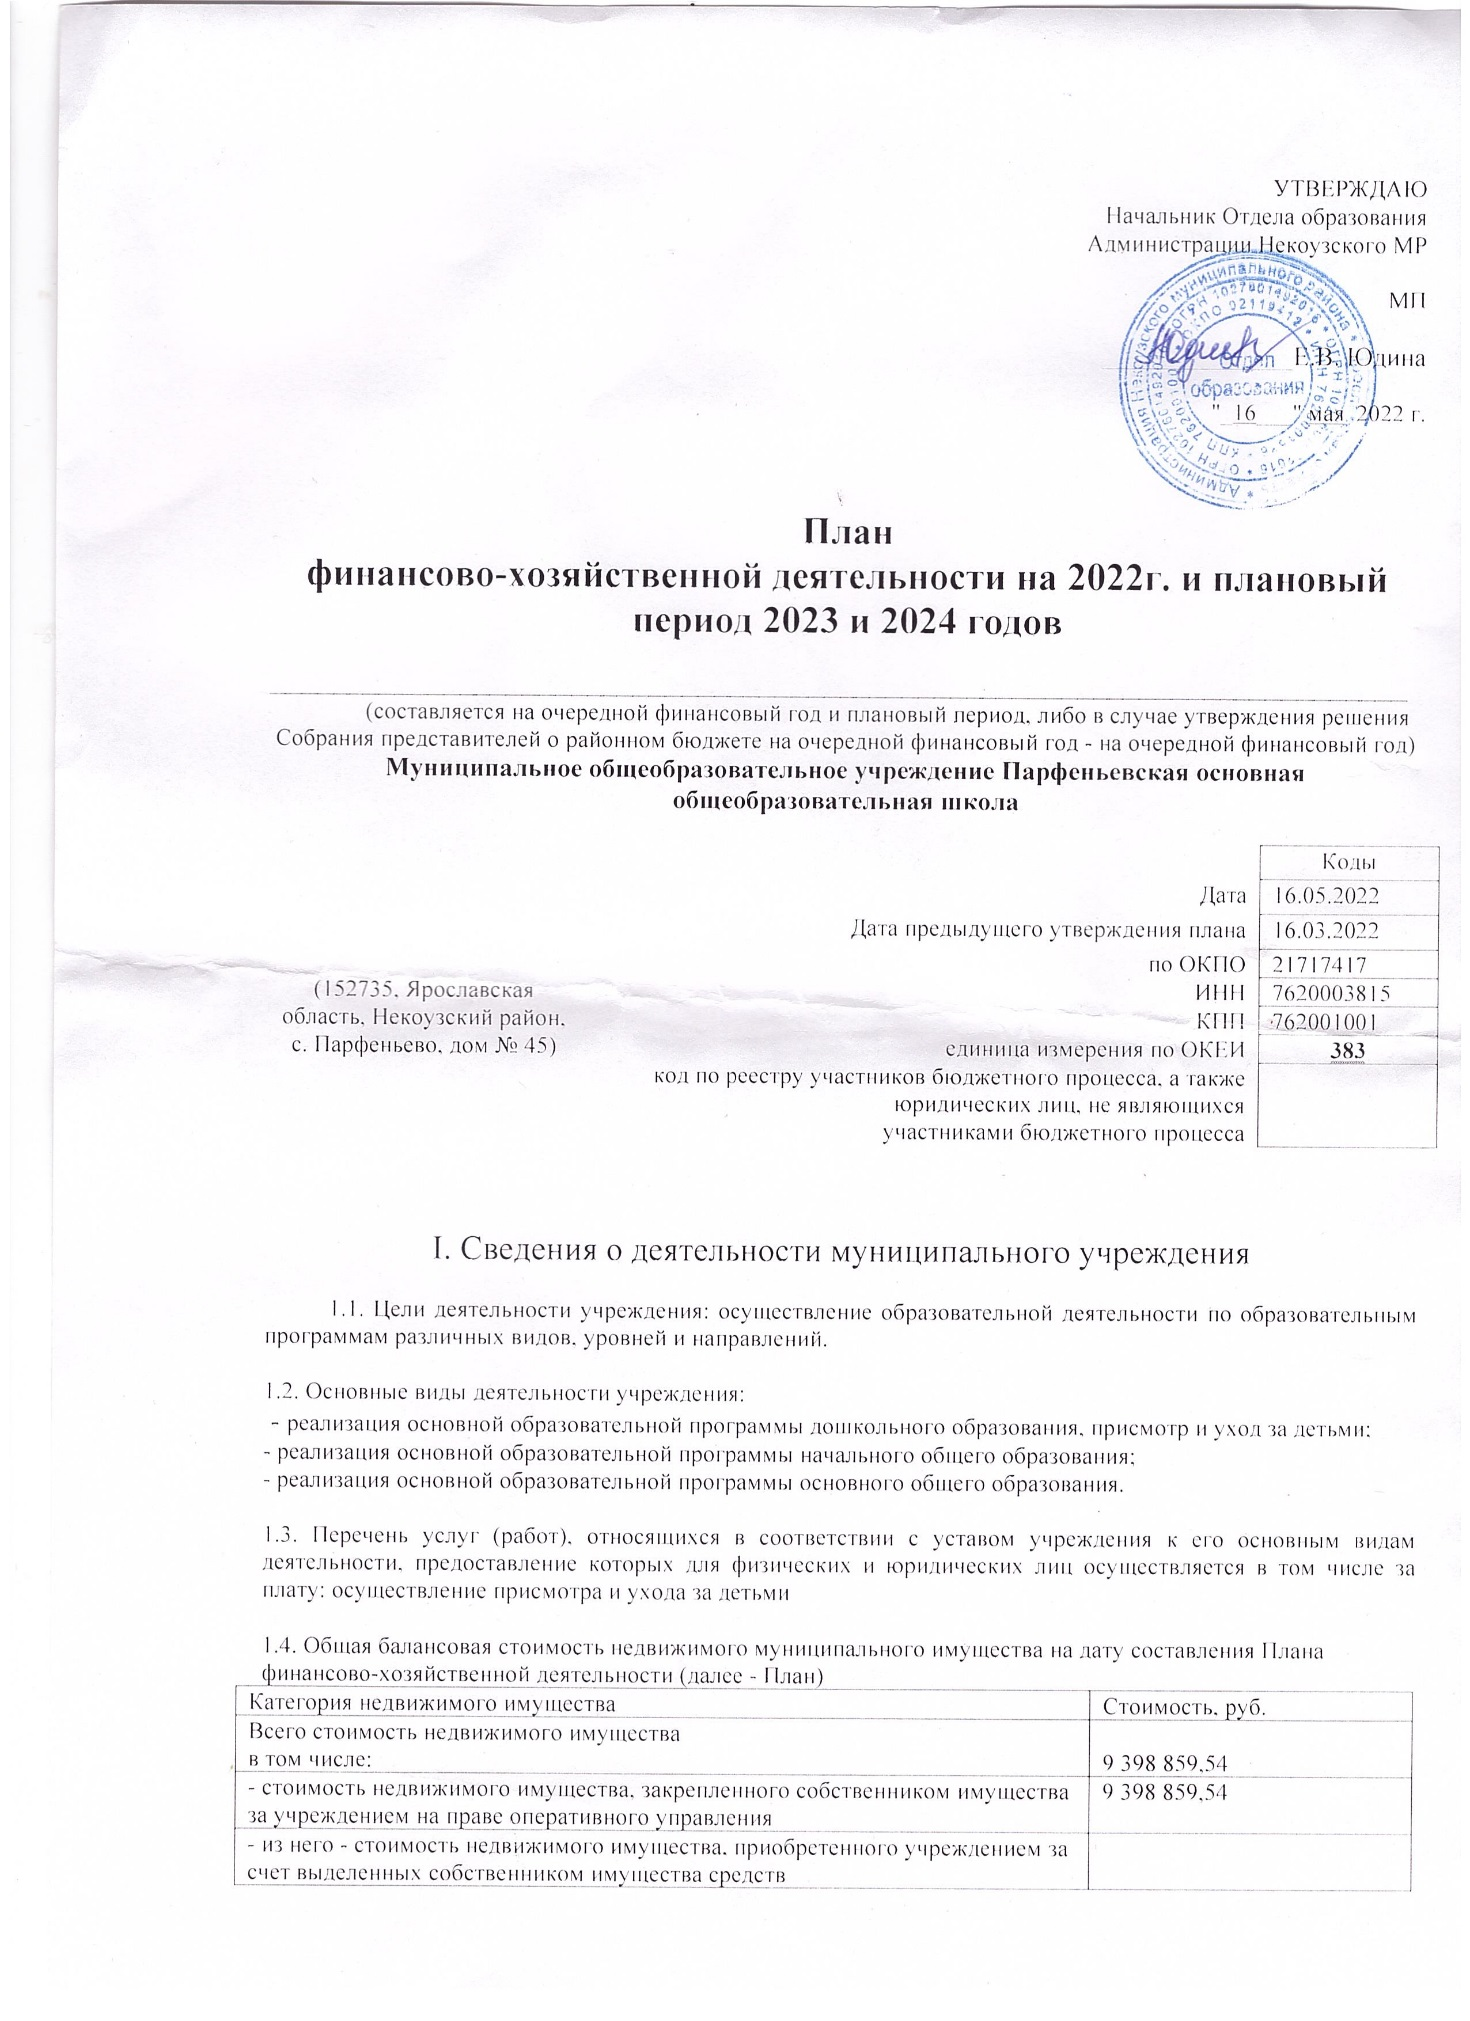 УТВЕРЖДАЮ
Начальник Отдела образования
Администрации Некоузского МР
МП
Е.В. Юдина
" 16 " мая 2022 г.
Отдел
образования
План
финансово-хозяйственной деятельности на 2022г. и плановый
период 2023 и 2024 годов
(составляется на очередной финансовый год и плановый период, либо в случае утверждения решения
Собрания представителей о районном бюджете на очередной финансовый год - на очередной финансовый год)
Муниципальное общеобразовательное учреждение Парфеньевская основная
общеобразовательная школа
Коды
Дата 16.05.2022
Дата предыдущего утверждения плана 16.03.2022
по ОКПО 21717417
(152735, Ярославская
область, Некоузский район,
с. Парфеньево, дом № 45)
ИНН 7620003815
КПП 762001001
единица измерения по ОКЕИ 383
код по реестру участников бюджетного процесса, а также
юридических лиц, не являющихся
участниками бюджетного процесса
I. Сведения о деятельности муниципального учреждения
1.1. Цели деятельности учреждения: осуществление образовательной деятельности по образовательным
программам различных видов, уровней и направлений.
1.2. Основные виды деятельности учреждения:
- реализация основной образовательной программы дошкольного образования, присмотр и уход за детьми;
- реализация основной образовательной программы начального общего образования;
- реализация основной образовательной программы основного общего образования.
1.3. Перечень услуг (работ), относящихся в соответствии с уставом учреждения к его основным видам
деятельности, предоставление которых для физических и юридических лиц осуществляется в том числе за
плату: осуществление присмотра и ухода за детьми
1.4. Общая балансовая стоимость недвижимого муниципального имущества на дату составления Плана
финансово-хозяйственной деятельности (далее - План)
Категория недвижимого имущества Стоимость, руб.
Всего стоимость недвижимого имущества
в том числе: 9 398 859,54
- стоимость недвижимого имущества, закрепленного собственником имущества 9 398 859,54
за учреждением на праве оперативного управления
- из него - стоимость недвижимого имущества, приобретенного учреждением за
счет выделенных собственником имущества средств